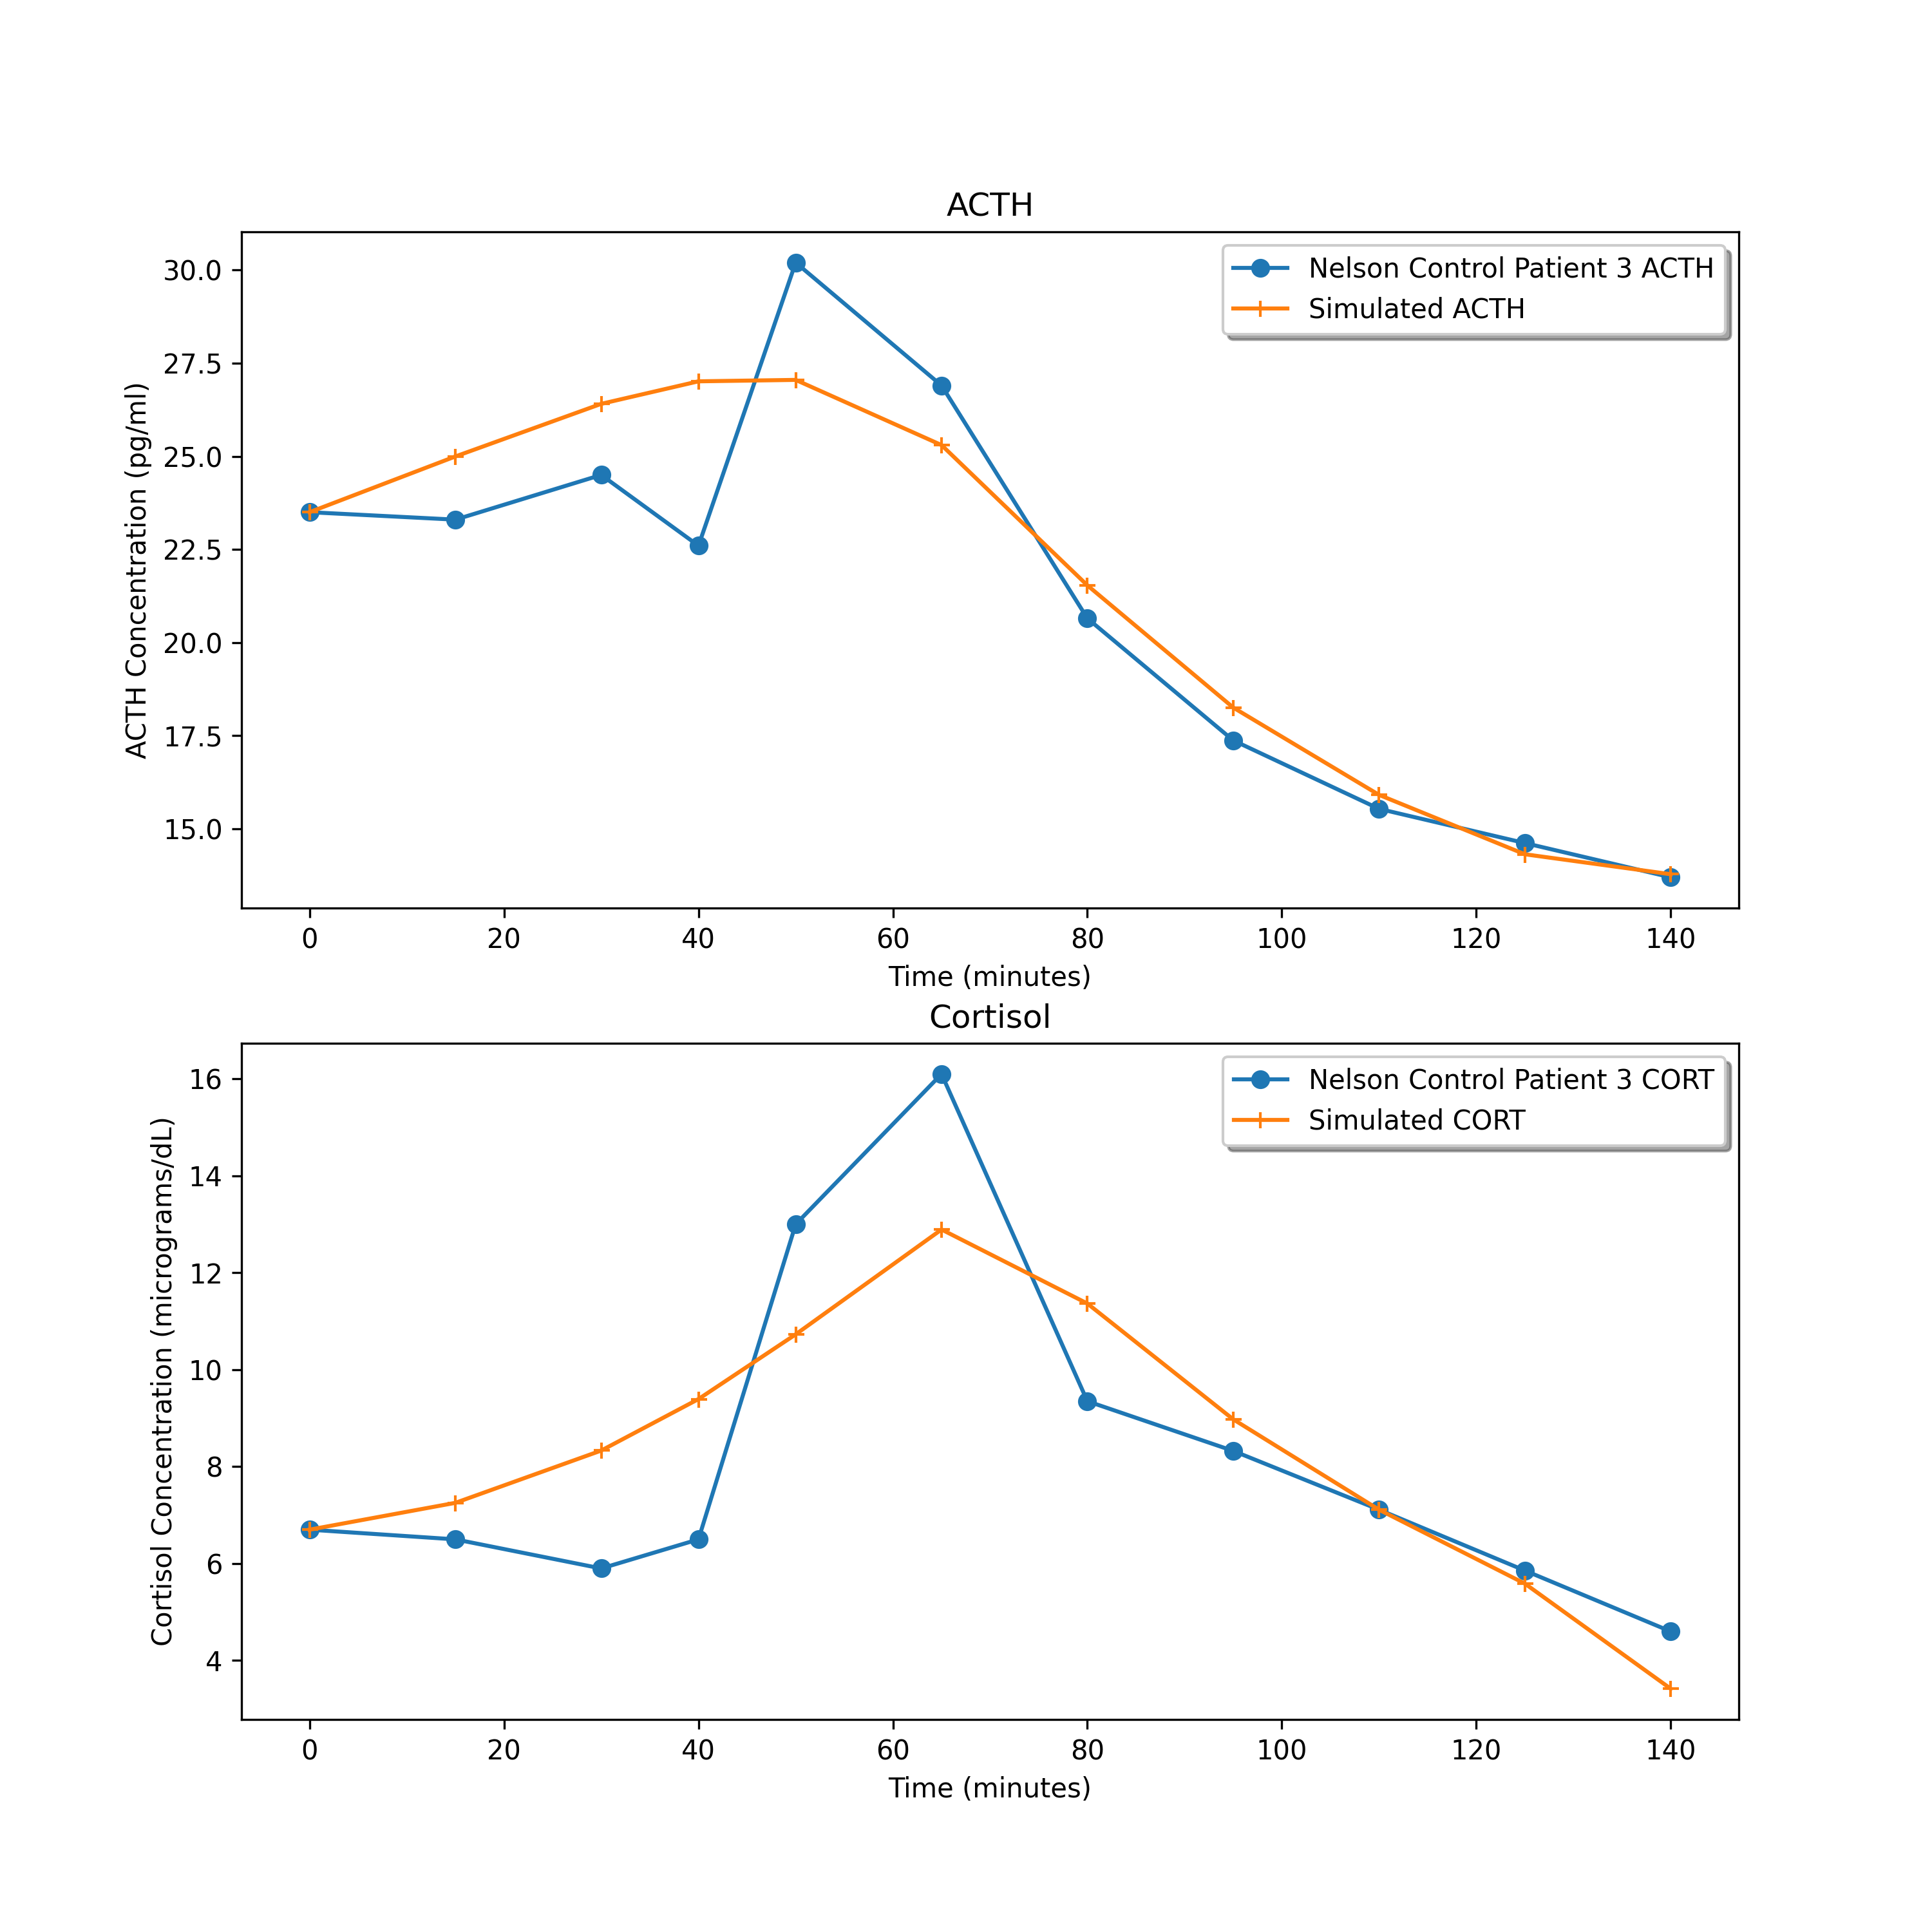 ACTH
Nelson Control Patient 3 ACTH
Simulated ACTH
ACTH Concentration (pg/ml)
30.0
27.5
25.0
22.5
20.0
17.5
15.0
0 20 40 60 80 100 120 140
Time (minutes)
Cortisol
Nelson Control Patient 3 CORT
Simulated CORT
Cortisol Concentration (micrograms/dL)
16
14
12
10
8
6
4
0 20 40 60 80 100 120 140
Time (minutes)